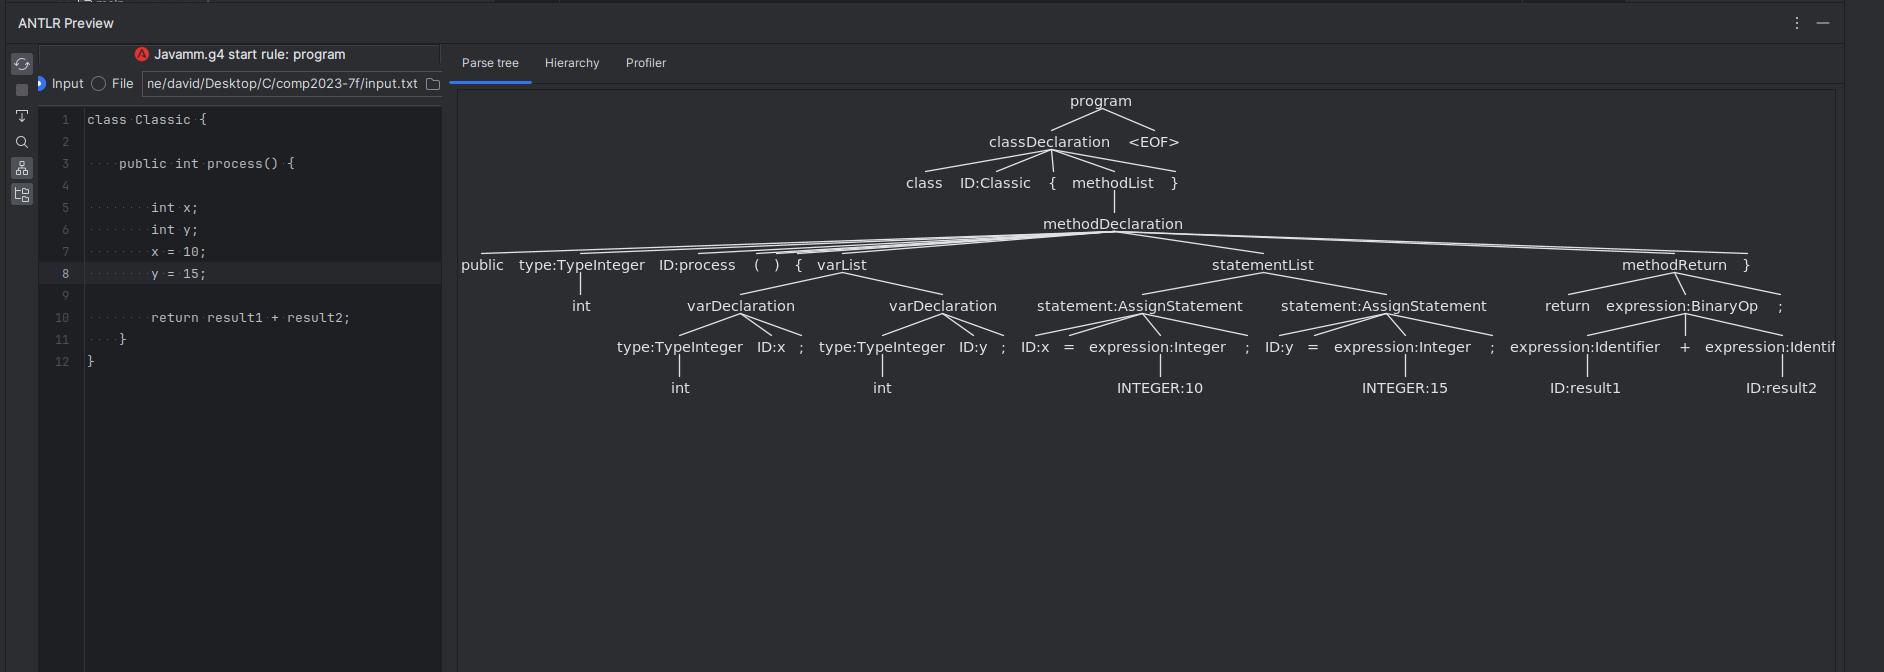 ANTLR Preview
Javamm.g4 start rule: program
Input File ne/david/Desktop/C/comp2023-7f/input.txt
1 class Classic {
2
3 public int process() {
4
5 int x;
6 int y;
7 x = 10;
8 y = 15;
9
10 return result1 + result2;
11 }
12 }
Parse tree Hierarchy Profiler
program
classDeclaration <EOF>
class ID:Classic { methodList }
methodDeclaration
public type:TypeInteger ID:process ( ) { varList statementList methodReturn }
int varDeclaration varDeclaration statement:AssignStatement statement:AssignStatement return expression:BinaryOp ;
type:TypeInteger ID:x ; type:TypeInteger ID:y ; ID:x = expression:Integer ; ID:y = expression:Integer ; expression:Identifier + expression:Identif
int int INTEGER:10 INTEGER:15 ID:result1 ID:result2